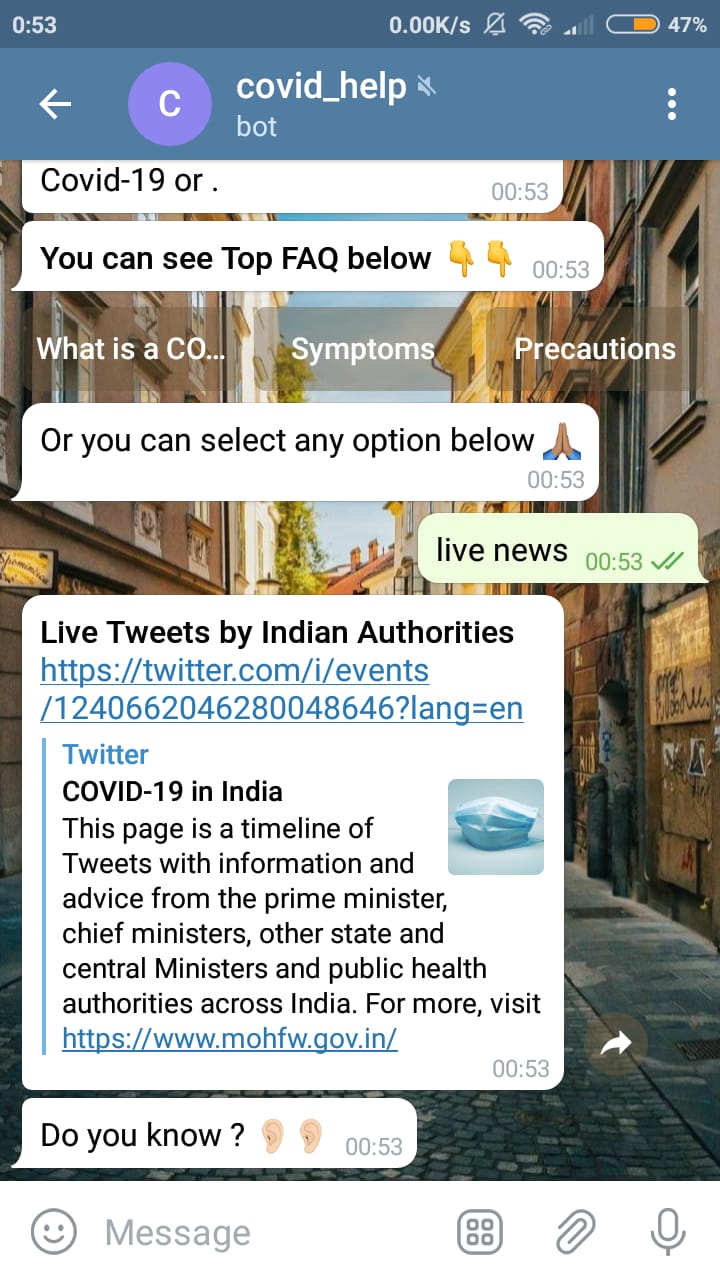 0:53
0.00K/s
47%
C
covid_help
bot
Covid-19 or .
00:53
You can see Top FAQ below 👇👇
00:53
What is a CO...
Symptoms
Precautions
Or you can select any option below 🙏🏽
00:53
live news
00:53
Live Tweets by Indian Authorities
https://twitter.com/i/events
/1240662046280048646?lang=en
Twitter
COVID-19 in India
This page is a timeline of
Tweets with information and
advice from the prime minister,
chief ministers, other state and
central Ministers and public health
authorities across India. For more, visit
https://www.mohfw.gov.in/
00:53
Do you know ? 👂🏻👂🏻
00:53
Message